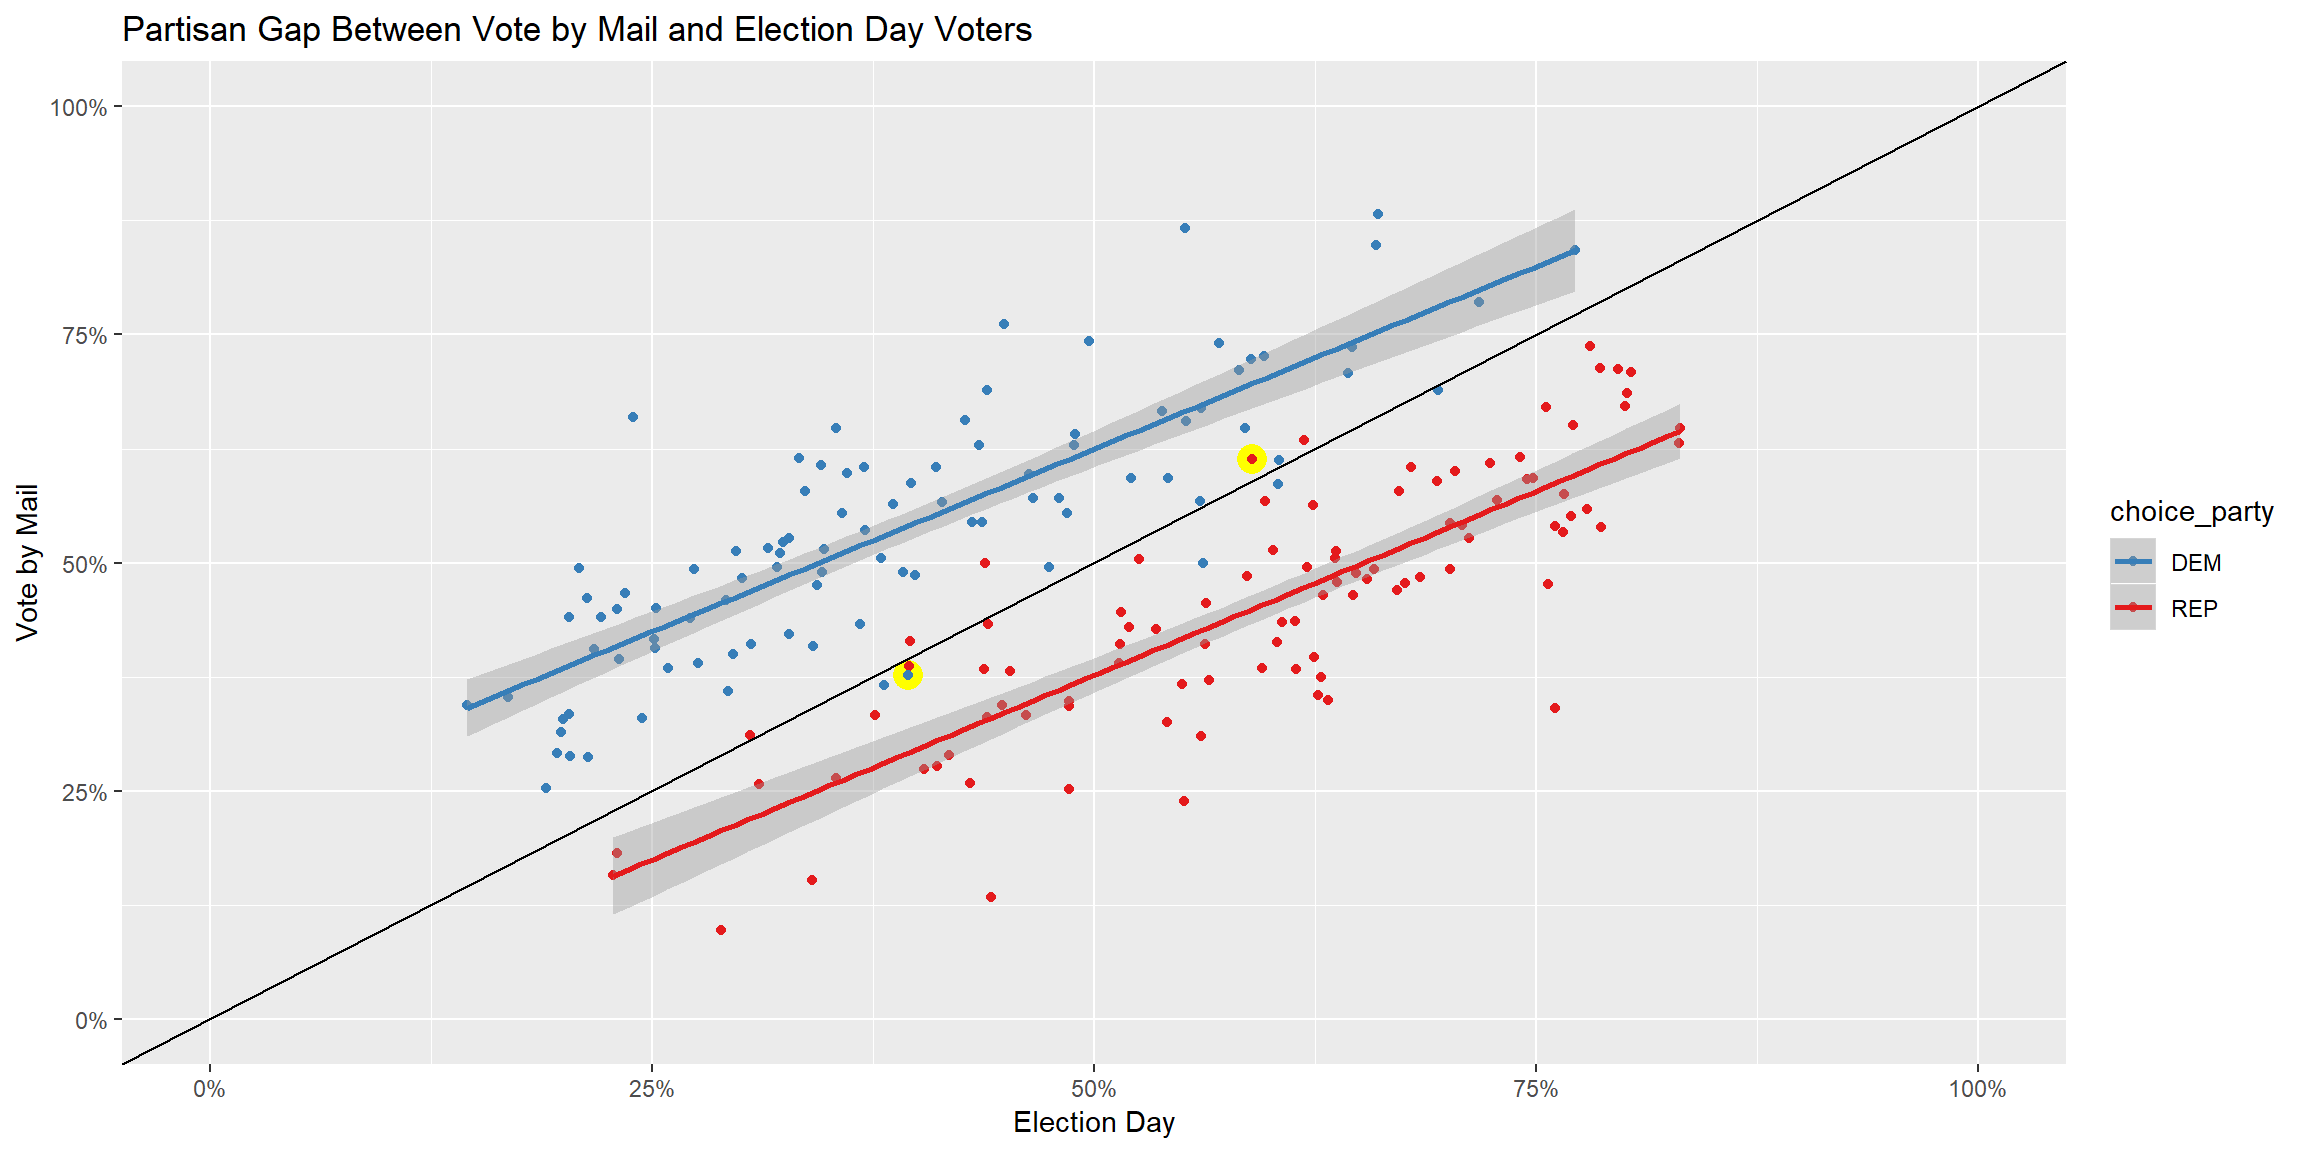 Partisan Gap Between Vote by Mail and Election Day Voters
100%
75%
50%
25%
0%
Vote by Mail
0%
25%
50%
75%
100%
Election Day
choice_party
DEM
REP